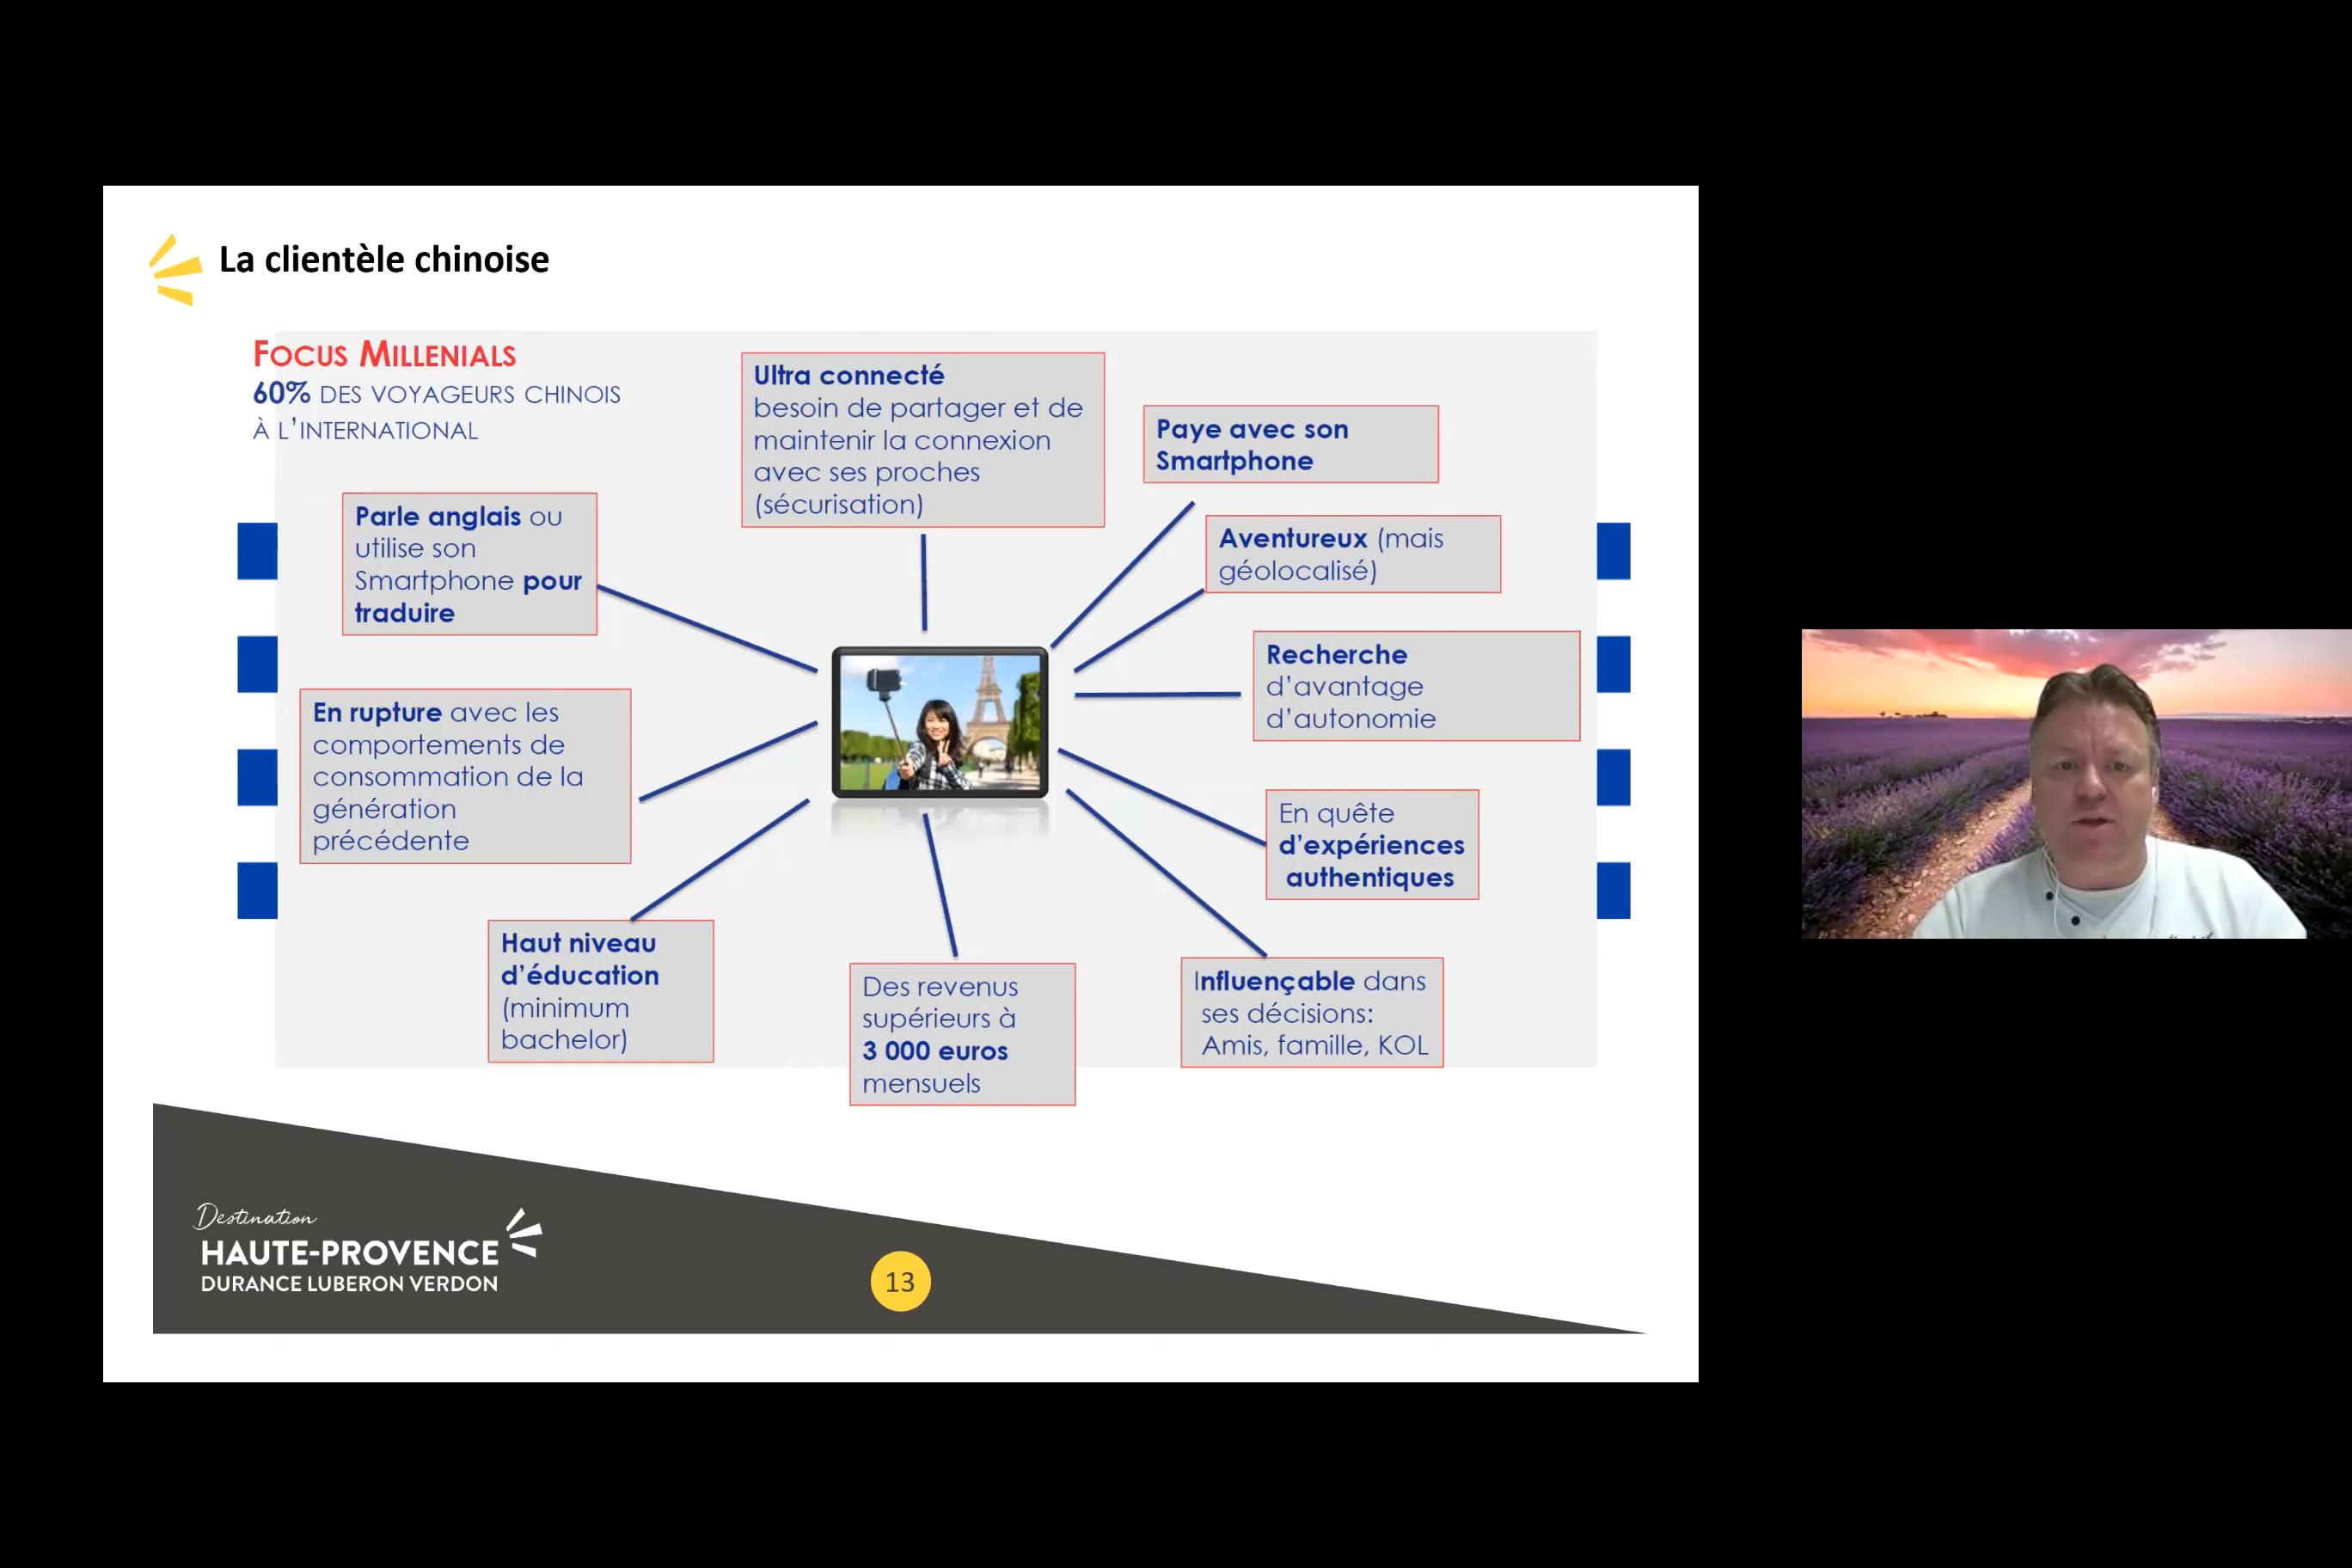 La clientèle chinoise
Focus Millenials
60% des voyageurs chinois
à l'international
Ultra connecté
besoin de partager et de
maintenir la connexion
avec ses proches
(sécurisation)
Paye avec son
Smartphone
Parle anglais ou
utilise son
Smartphone pour
traduire
Aventureux (mais
géolocalisé)
Recherche
d'avantage
d'autonomie
En rupture avec les
comportements de
consommation de la
génération
précédente
En quête
d'expériences
authentiques
Haut niveau
d'éducation
(minimum
bachelor)
Des revenus
supérieurs à
3 000 euros
mensuels
Influençable dans
ses décisions:
Amis, famille, KOL
Destination
HAUTE-PROVENCE
DURANCE LUBERON VERDON
13